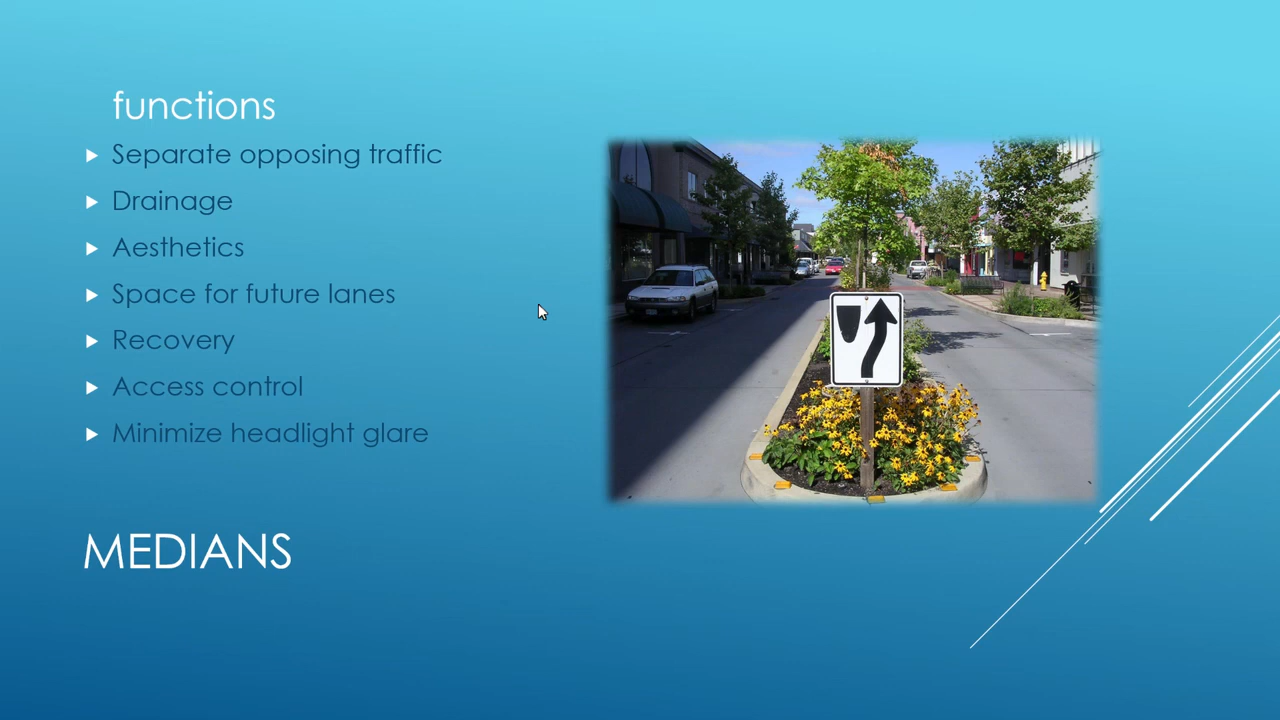 functions
Separate opposing traffic
Drainage
Aesthetics
Space for future lanes
Recovery
Access control
Minimize headlight glare
MEDIANS